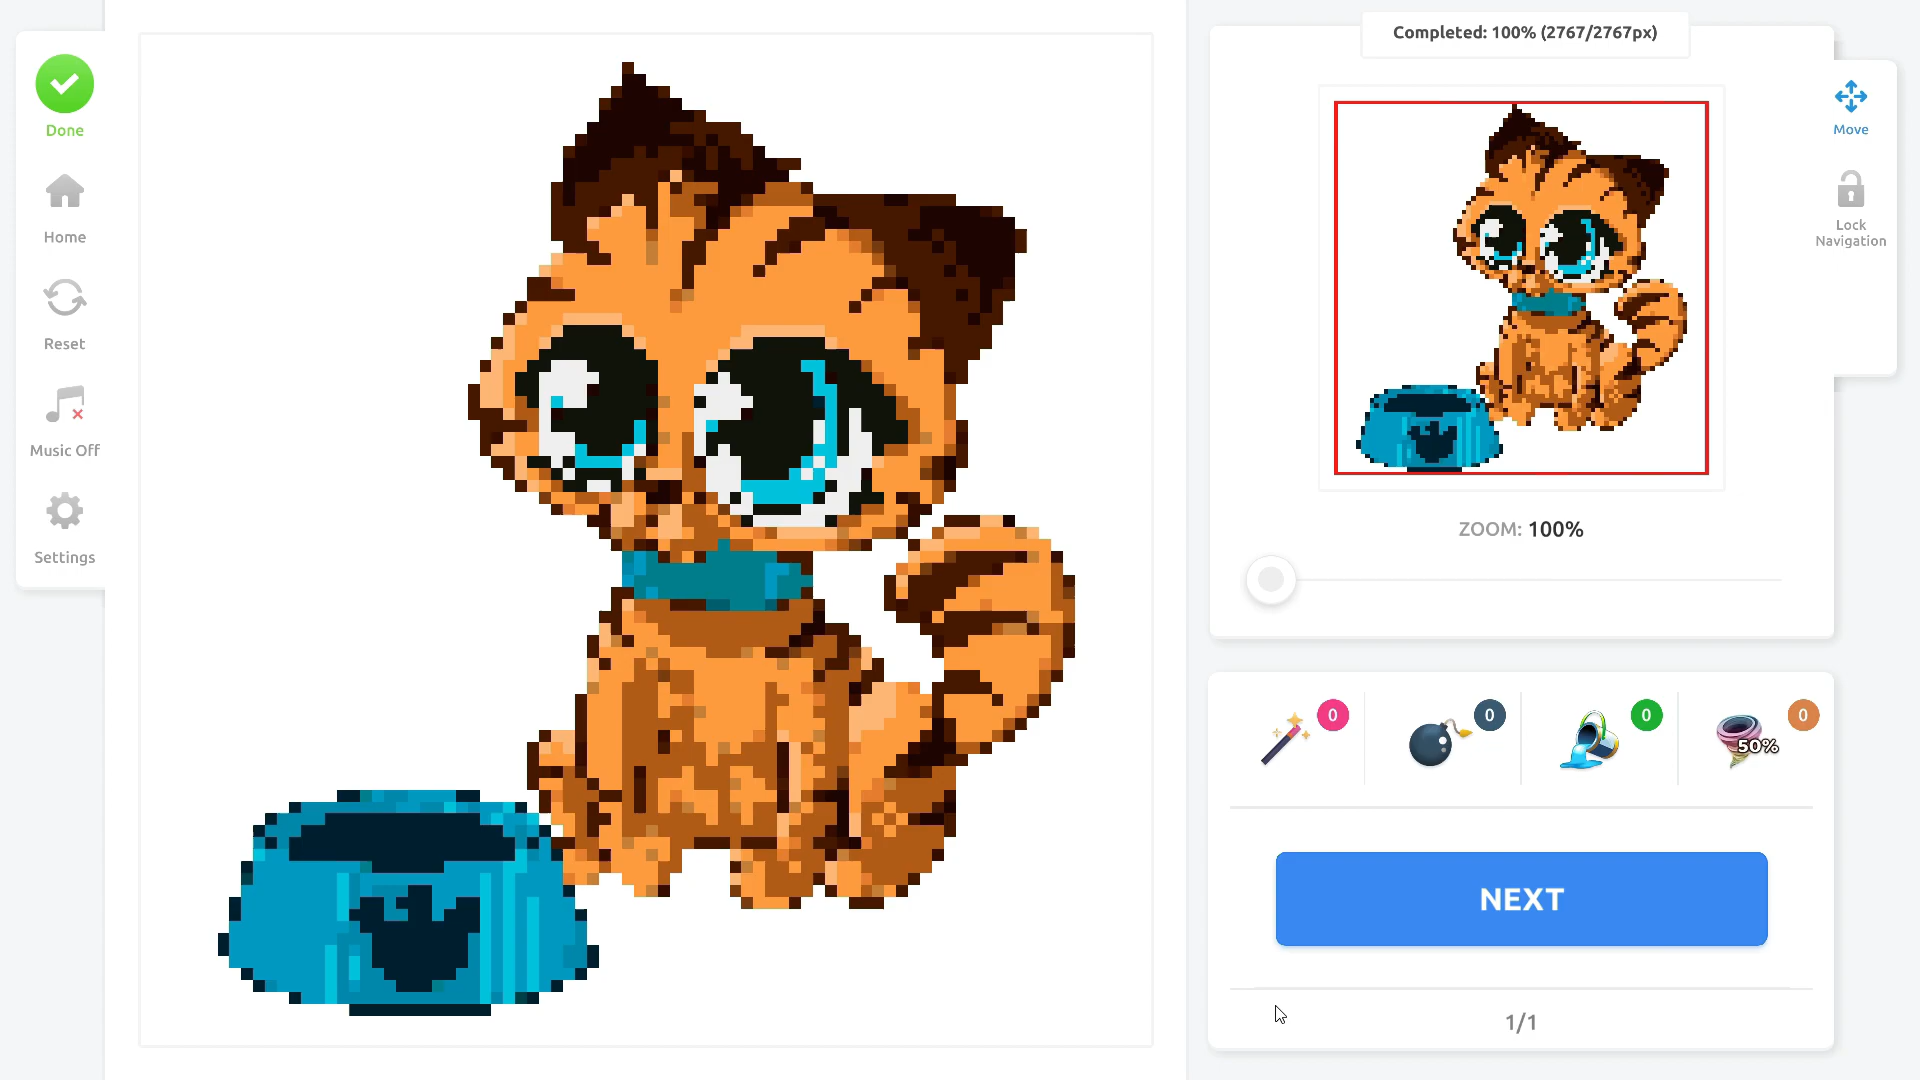 Completed: 100% (2767/2767px)
Done
Home
Reset
Music Off
Settings
Move
Lock
Navigation
ZOOM: 100%
0
0
0
0
50%
NEXT
1/1